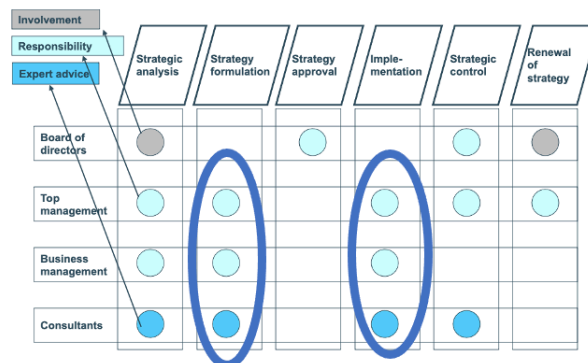 Involvement
Responsibility
Expert advice
Strategic
analysis
Strategy
formulation
Strategy
approval
Imple-
mentation
Strategic
control
Renewal
of
strategy
Board of
directors
Top
management
Business
management
Consultants